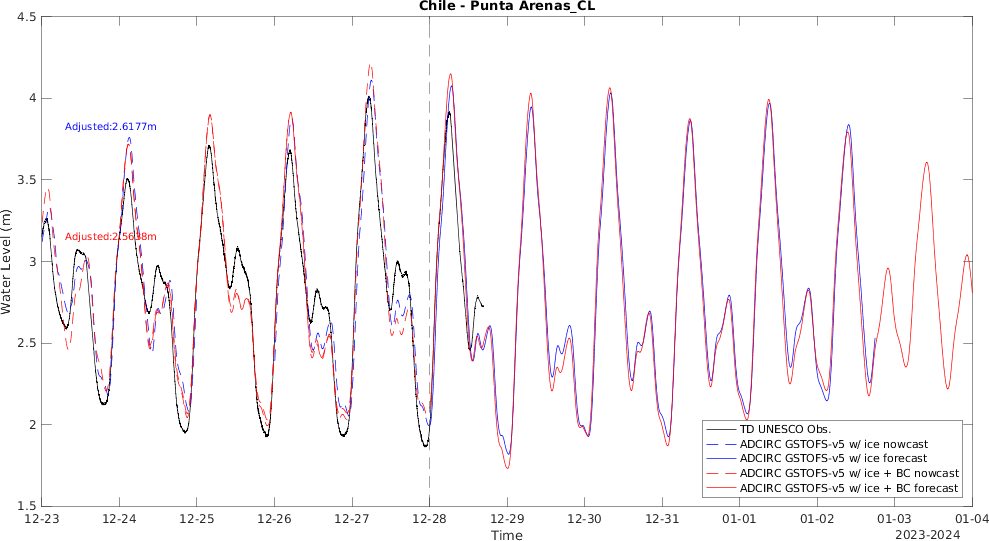 Chile - Punta Arenas_CL
4.5
4
3.5
3
2.5
2
1.5
Water Level (m)
Adjusted:2.6177m
Adjusted:2.5638m
TD UNESCO Obs.
ADCIRC GSTOFS-v5 w/ ice nowcast
ADCIRC GSTOFS-v5 w/ ice forecast
ADCIRC GSTOFS-v5 w/ ice + BC nowcast
ADCIRC GSTOFS-v5 w/ ice + BC forecast
12-23 12-24 12-25 12-26 12-27 12-28 12-29 12-30 12-31 01-01 01-02 01-03 01-04
Time
2023-2024